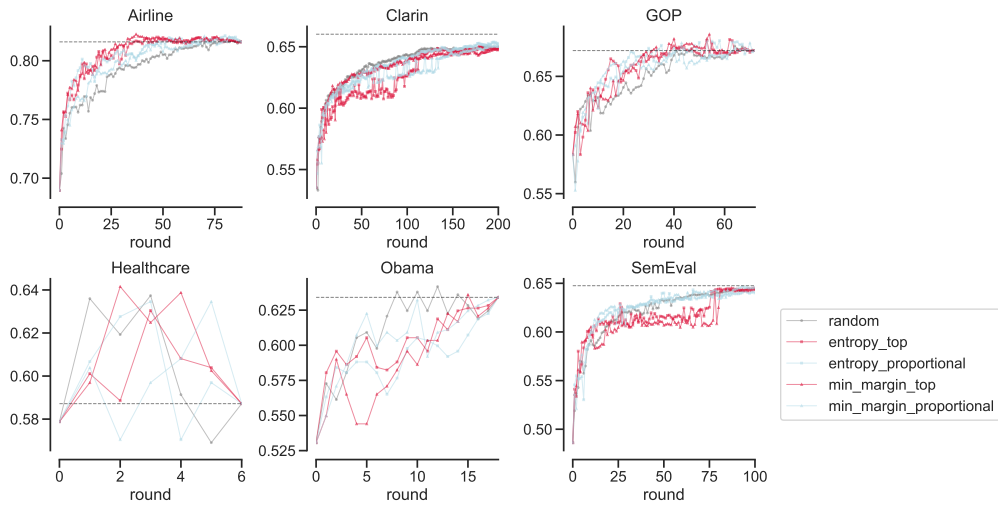 Airline
0.80
0.75
0.70
0 25 50 75
round
Clarin
0.65
0.60
0.55
0 50 100 150 200
round
GOP
0.65
0.60
0.55
0 20 40 60
round
Healthcare
0.64
0.62
0.60
0.58
0 2 4 6
round
Obama
0.625
0.600
0.575
0.550
0.525
0 5 10 15
round
SemEval
0.65
0.60
0.55
0.50
0 25 50 75 100
round
random
entropy_top
entropy_proportional
min_margin_top
min_margin_proportional